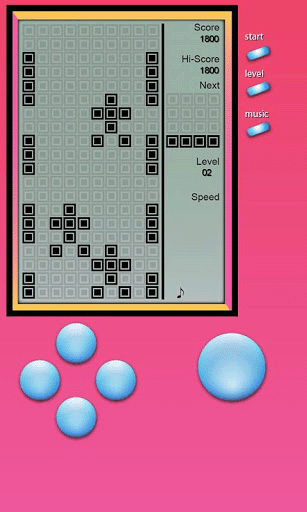 Score
1800
Hi-Score
1800
Next
Level
02
Speed
start
level
music